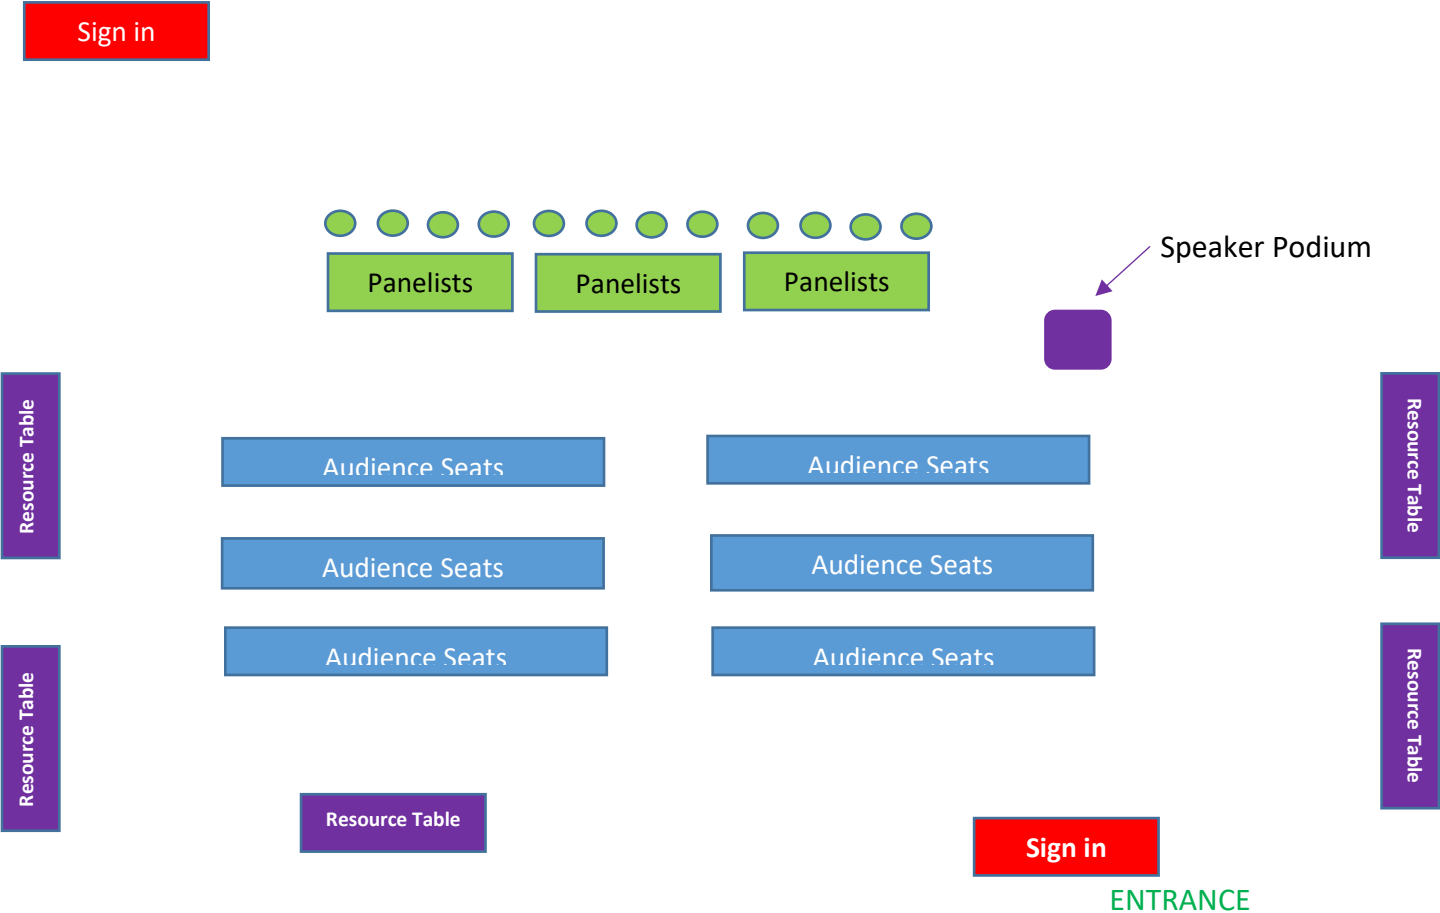 Sign in
Speaker Podium
Panelists
Panelists
Panelists
Resource Table
Resource Table
Audience Seats
Audience Seats
Audience Seats
Audience Seats
Resource Table
Resource Table
Audience Seats
Audience Seats
Resource Table
Sign in
ENTRANCE